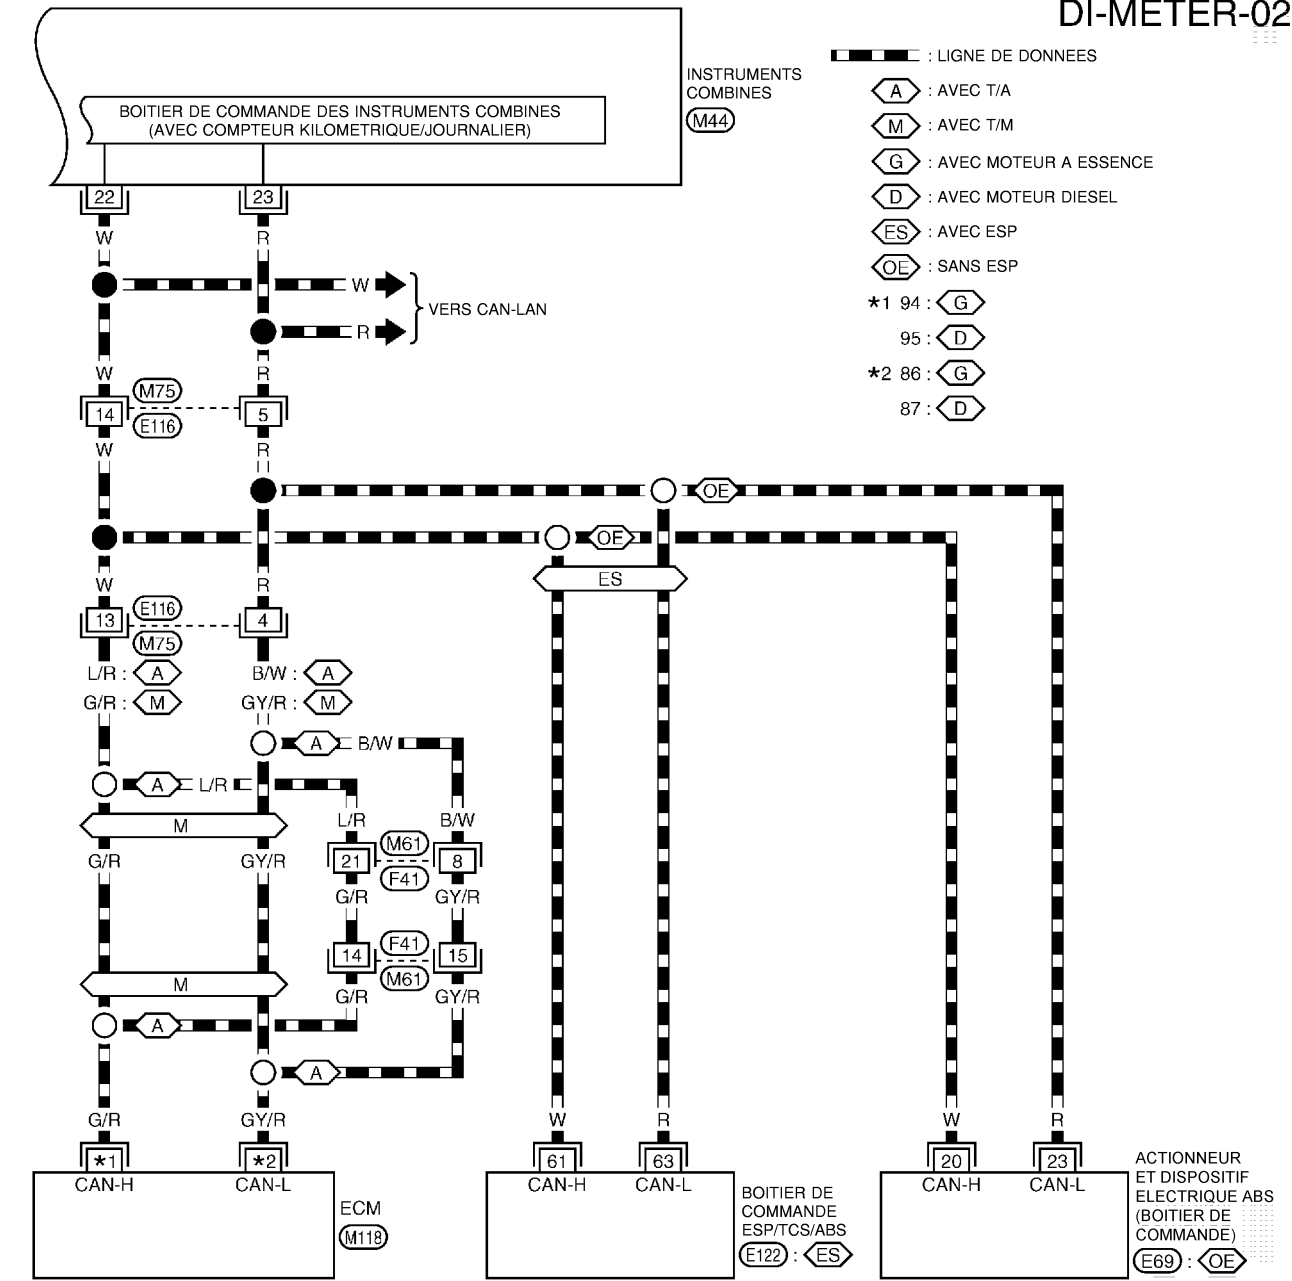 DI-METER-02
: LIGNE DE DONNEES
A : AVEC T/A
M : AVEC T/M
G : AVEC MOTEUR A ESSENCE
D : AVEC MOTEUR DIESEL
ES : AVEC ESP
OE : SANS ESP
*1 94 : G
95 : D
*2 86 : G
87 : D
INSTRUMENTS
COMBINES
M44
BOITIER DE COMMANDE DES INSTRUMENTS COMBINES
(AVEC COMPTEUR KILOMETRIQUE/JOURNALIER)
22 23
W R
W
VERS CAN-LAN
R
W R
M75
14 5
E116
W R
OE
OE
ES
W R
E116
13 4
M75
L/R : A B/W : A
G/R : M GY/R : M
A B/W
A L/R
L/R B/W
M
M61
G/R GY/R 21 8
F41
G/R GY/R
F41
14 15
M61
M
G/R GY/R
A
A
G/R GY/R W R W R
*1 *2 61 63 20 23
CAN-H CAN-L CAN-H CAN-L CAN-H CAN-L
ECM
M118
BOITIER DE
COMMANDE
ESP/TCS/ABS
E122 : ES
ACTIONNEUR
ET DISPOSITIF
ELECTRIQUE ABS
(BOITIER DE
COMMANDE)
E69 : OE